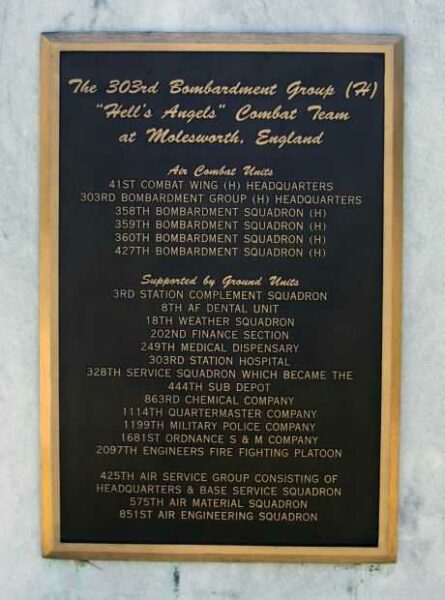 The 303rd Bombardment Group (H)
"Hell's Angels" Combat Team
at Molesworth, England
Air Combat Units
41ST COMBAT WING (H) HEADQUARTERS
303RD BOMBARDMENT GROUP (H) HEADQUARTERS
358TH BOMBARDMENT SQUADRON (H)
359TH BOMBARDMENT SQUADRON (H)
360TH BOMBARDMENT SQUADRON (H)
427TH BOMBARDMENT SQUADRON (H)
Supported by Ground Units
3RD STATION COMPLEMENT SQUADRON
8TH AF DENTAL UNIT
18TH WEATHER SQUADRON
202ND FINANCE SECTION
249TH MEDICAL DISPENSARY
303RD STATION HOSPITAL
328TH SERVICE SQUADRON WHICH BECAME THE
444TH SUB DEPOT
863RD CHEMICAL COMPANY
1114TH QUARTERMASTER COMPANY
1199TH MILITARY POLICE COMPANY
1681ST ORDNANCE S & M COMPANY
2097TH ENGINEERS FIRE FIGHTING PLATOON
425TH AIR SERVICE GROUP CONSISTING OF
HEADQUARTERS & BASE SERVICE SQUADRON
575TH AIR MATERIAL SQUADRON
851ST AIR ENGINEERING SQUADRON